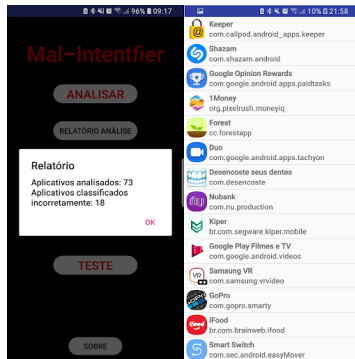 96% 09:17
Mal-Intentfier
ANALISAR
RELATÓRIO ANÁLISE
Relatório
Aplicativos analisados: 73
Aplicativos classificados
incorretamente: 18
OK
TESTE
SOBRE
10% 21:58
Keeper
com.callpod.android_apps.keeper
Shazam
com.shazam.android
Google Opinion Rewards
com.google.android.apps.paidtasks
1Money
org.pixelrush.moneyiq
Forest
cc.forestapp
Duo
com.google.android.apps.tachyon
Desencoste seus dentes
com.desencoste
Nubank
com.nu.production
Kiper
br.com.segware.kiper.mobile
Google Play Filmes e TV
com.google.android.videos
Samsung VR
com.samsung.vrvideo
GoPro
com.gopro.smarty
iFood
br.com.brainweb.ifood
Smart Switch
com.sec.android.easyMover